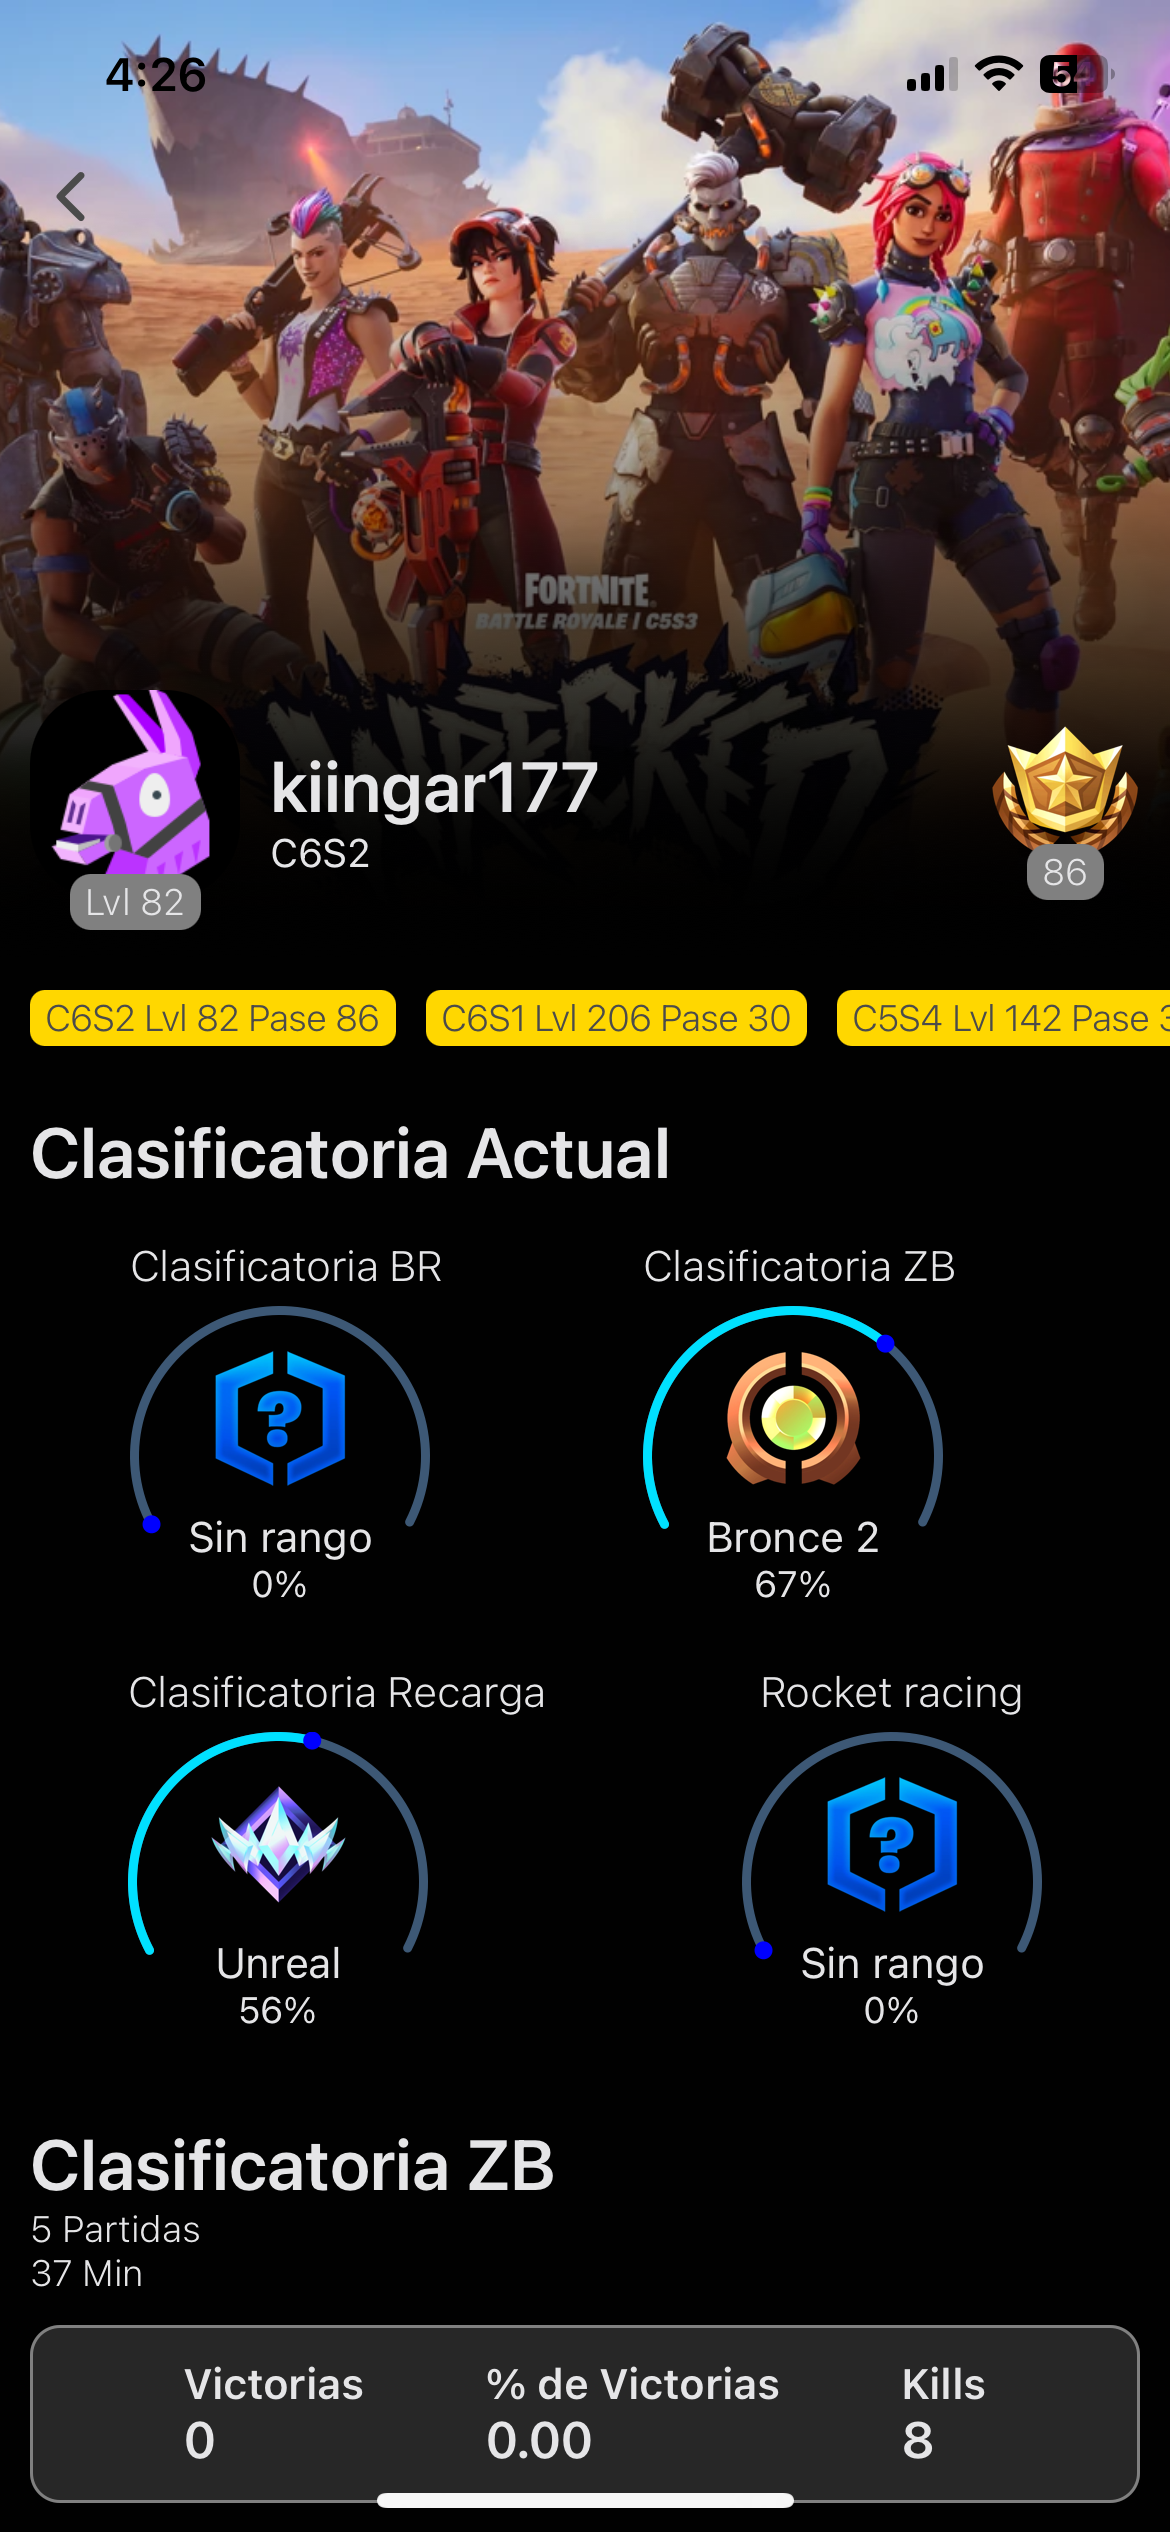 4:26
FORTNITE
BATTLE ROYALE / C5S3
WRECKED
kiingar177
C6S2
86
Lvl 82
C6S2 Lvl 82 Pase 86
C6S1 Lvl 206 Pase 30
C5S4 Lvl 142 Pase
Clasificatoria Actual
Clasificatoria BR
Clasificatoria ZB
?
Sin rango
0%
Bronce 2
67%
Clasificatoria Recarga
Rocket racing
?
Unreal
56%
Sin rango
0%
Clasificatoria ZB
5 Partidas
37 Min
Victorias
% de Victorias
Kills
0
0.00
8